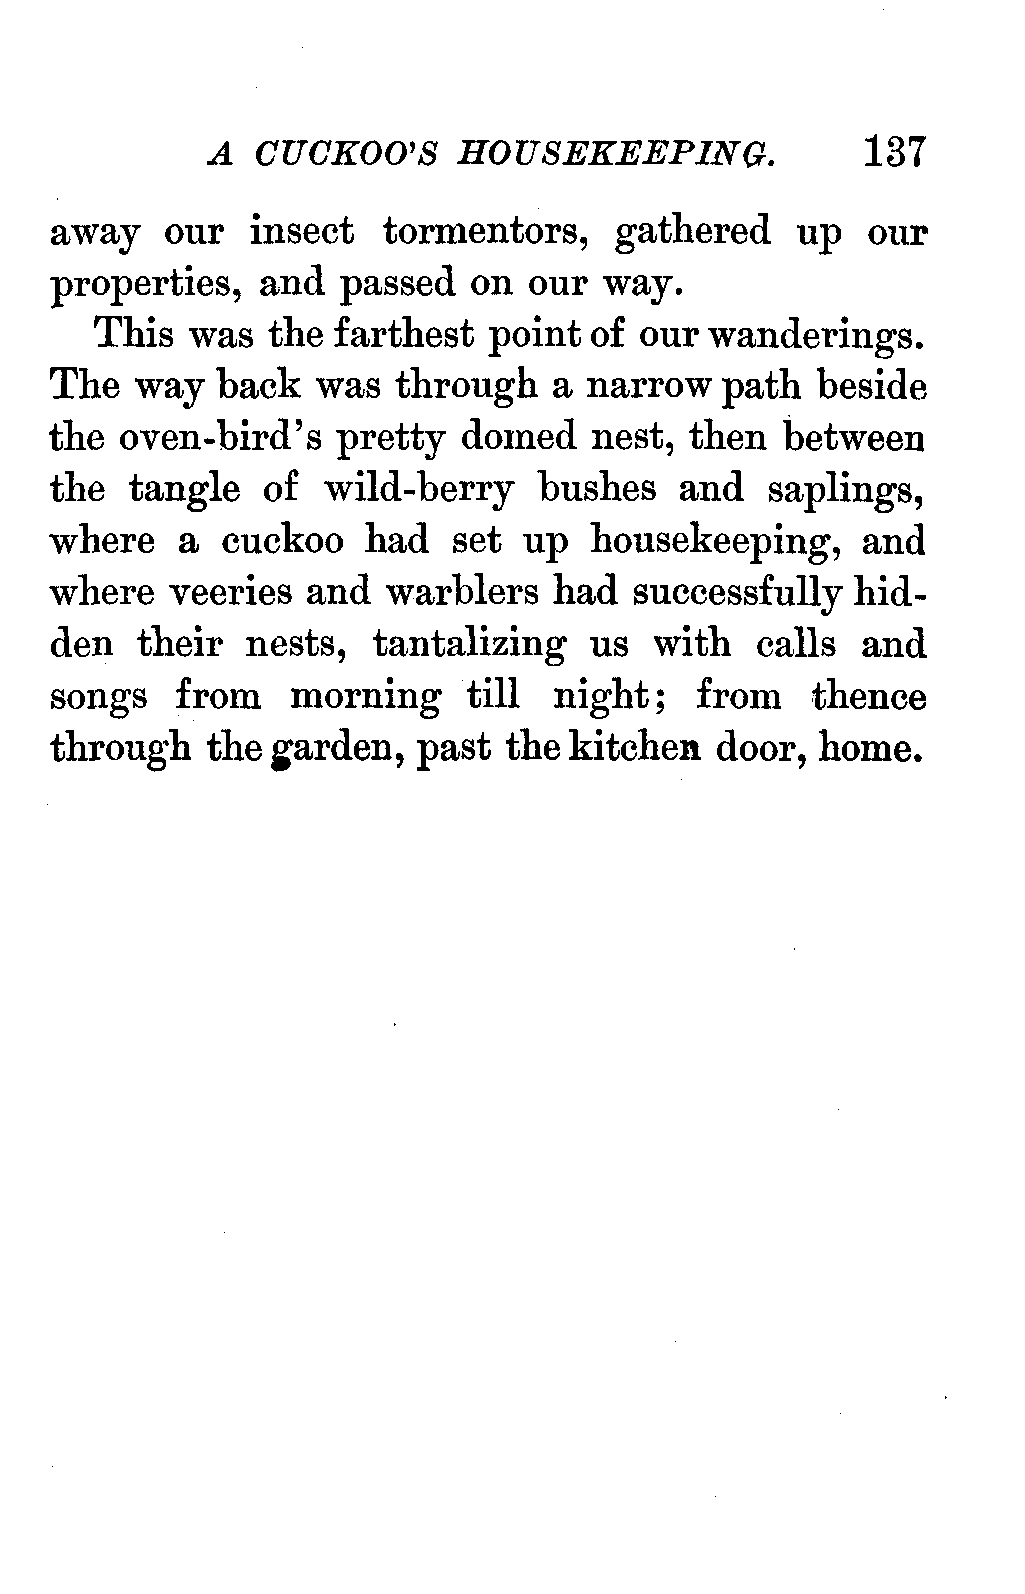 A CUCKOO'S HOUSEKEEPING. 137
away our insect tormentors, gathered up our
properties, and passed on our way.
This was the farthest point of our wanderings.
The way back was through a narrow path beside
the oven-bird's pretty domed nest, then between
the tangle of wild-berry bushes and saplings,
where a cuckoo had set up housekeeping, and
where veeries and warblers had successfully hid-
den their nests, tantalizing us with calls and
songs from morning till night; from thence
through the garden, past the kitchen door, home.